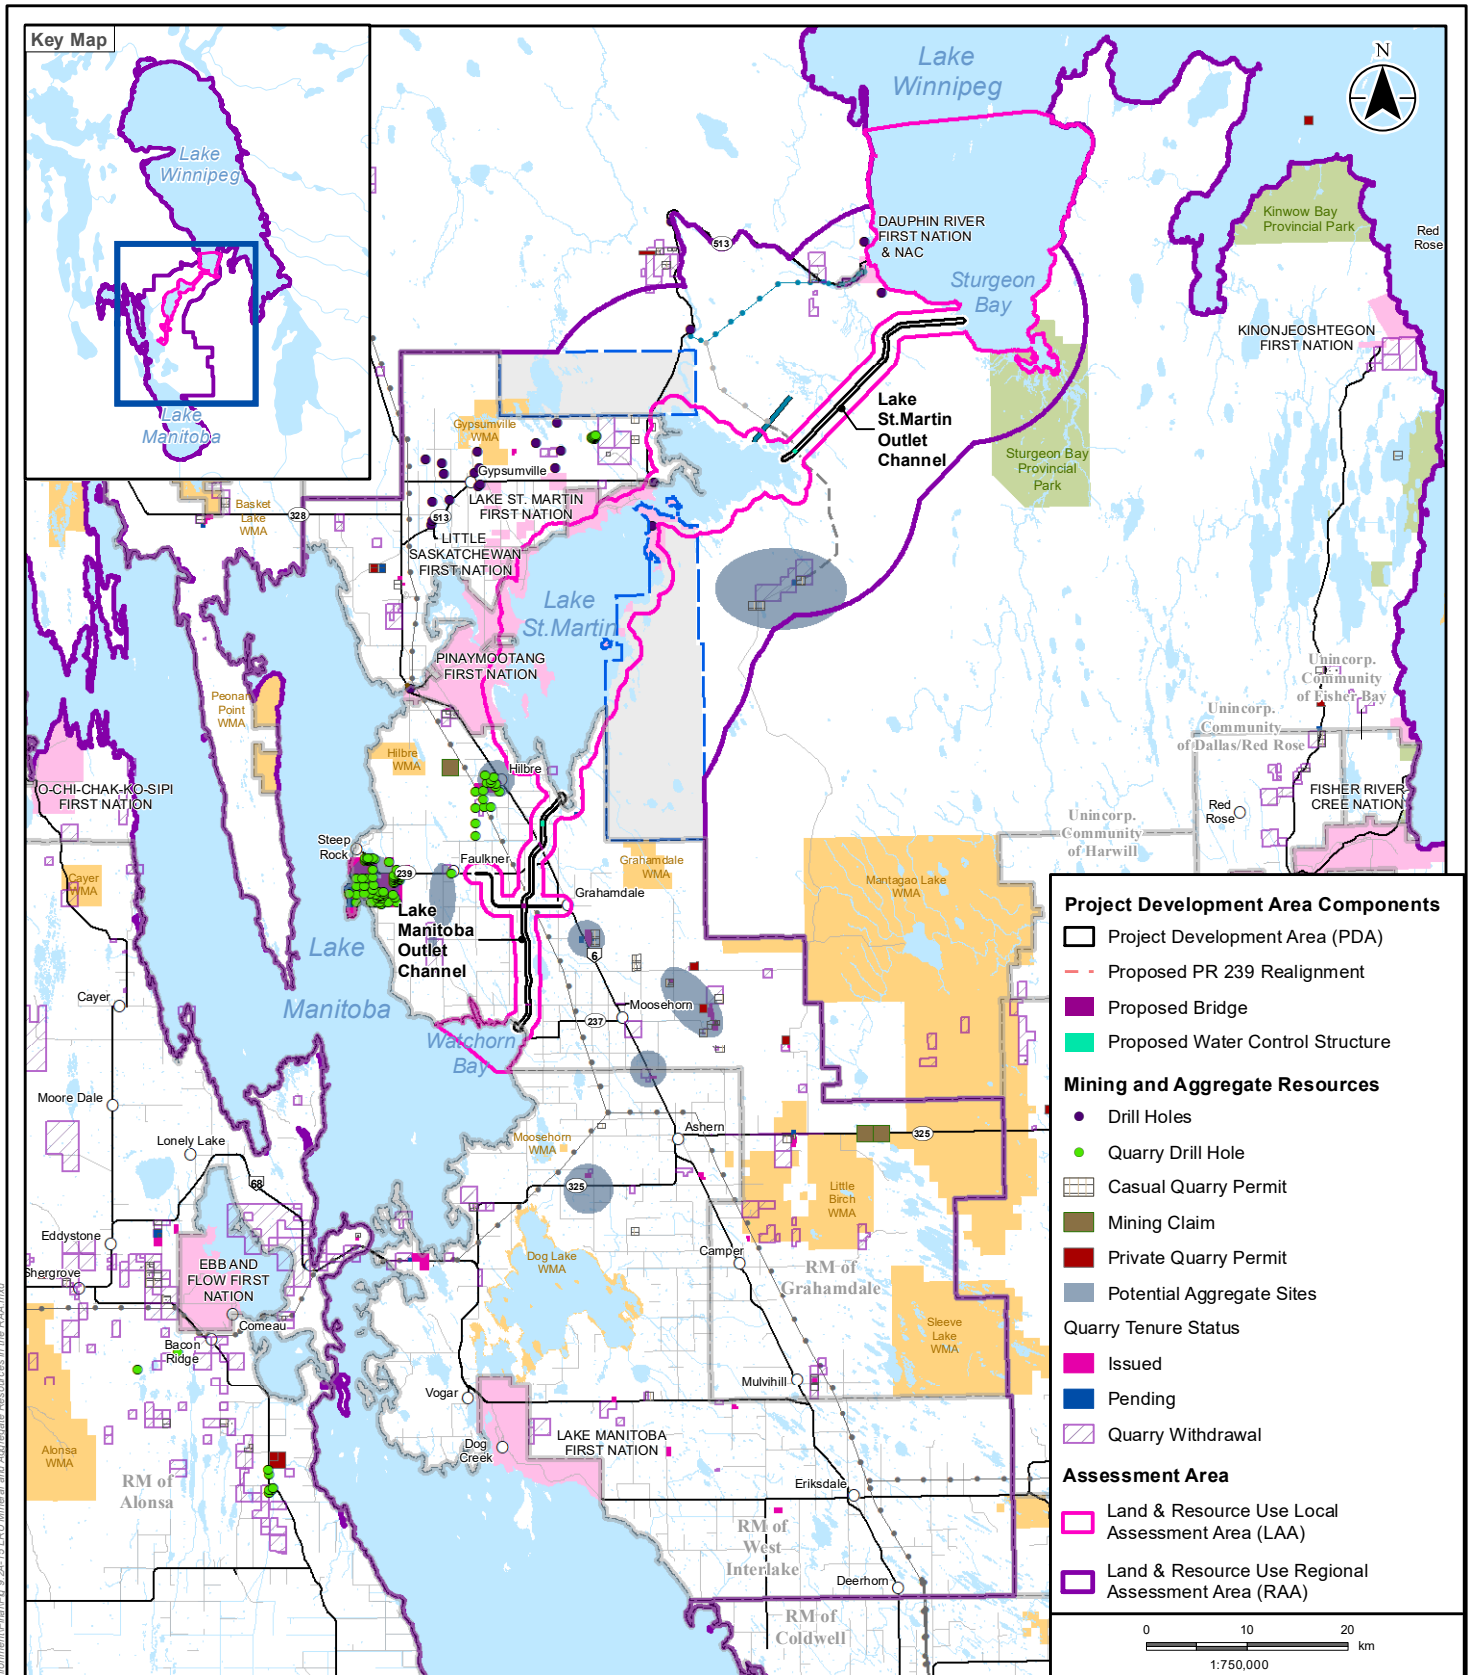 Key Map
Lake
Winnipeg
Lake
Manitoba
N
Lake
Winnipeg
Kinwow Bay
Provincial Park
Red
Rose
DAUPHIN RIVER
FIRST NATION
& NAC
513
Sturgeon
Bay
KINONJEOSHTEGON
FIRST NATION
Lake
St.Martin
Outlet
Channel
Sturgeon Bay
Provincial
Park
Gypsumville
WMA
Gypsumville
LAKE ST. MARTIN
FIRST NATION
Basket
Lake
WMA
328
513
LITTLE
SASKATCHEWAN
FIRST NATION
Lake
St.Martin
PINAYMOOTANG
FIRST NATION
Peonan
Point
WMA
Unincorp.
Community
of Fisher Bay
Unincorp.
Community
of Dallas/Red Rose
Hilbre
WMA
Hilbre
O-CHI-CHAK-KO-SIPI
FIRST NATION
FISHER RIVER
CREE NATION
Red
Rose
Unincorp.
Community
of Harwill
Steep
Rock
Faulkner
239
Grahamdale
WMA
Cayer
WMA
Mantagao Lake
WMA
Grahamdale
Lake
Manitoba
Outlet
Channel
6
Lake
Manitoba
Cayer
Moosehorn
237
Watchorn
Bay
Moore Dale
Lonely Lake
Moosehorn
WMA
Ashern
325
68
325
Little
Birch
WMA
Eddystone
Camper
Dog Lake
WMA
RM of
Grahamdale
EBB AND
FLOW FIRST
NATION
Shergrove
Comeau
Bacon
Ridge
Sleeve
Lake
WMA
Mulvihill
Vogar
Dog
Creek
LAKE MANITOBA
FIRST NATION
Alonsa
WMA
RM of
Alonsa
Eriksdale
RM of
West
Interlake
Deerhorn
RM of
Coldwell
Project Development Area Components
Project Development Area (PDA)
Proposed PR 239 Realignment
Proposed Bridge
Proposed Water Control Structure
Mining and Aggregate Resources
Drill Holes
Quarry Drill Hole
Casual Quarry Permit
Mining Claim
Private Quarry Permit
Potential Aggregate Sites
Quarry Tenure Status
Issued
Pending
Quarry Withdrawal
Assessment Area
Land & Resource Use Local
Assessment Area (LAA)
Land & Resource Use Regional
Assessment Area (RAA)
0 10 20
km
1:750,000